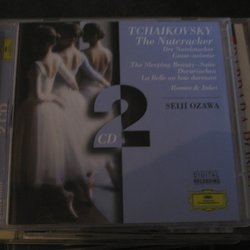 TCHAIKOVSKY
The Nutcracker
Der Nussknacker
Casse-noisette
The Sleeping Beauty–Suite
Dornröschen
La Belle au bois dormant
Romeo & Juliet
SEIJI OZAWA
2
CD
DIGITAL
RECORDING